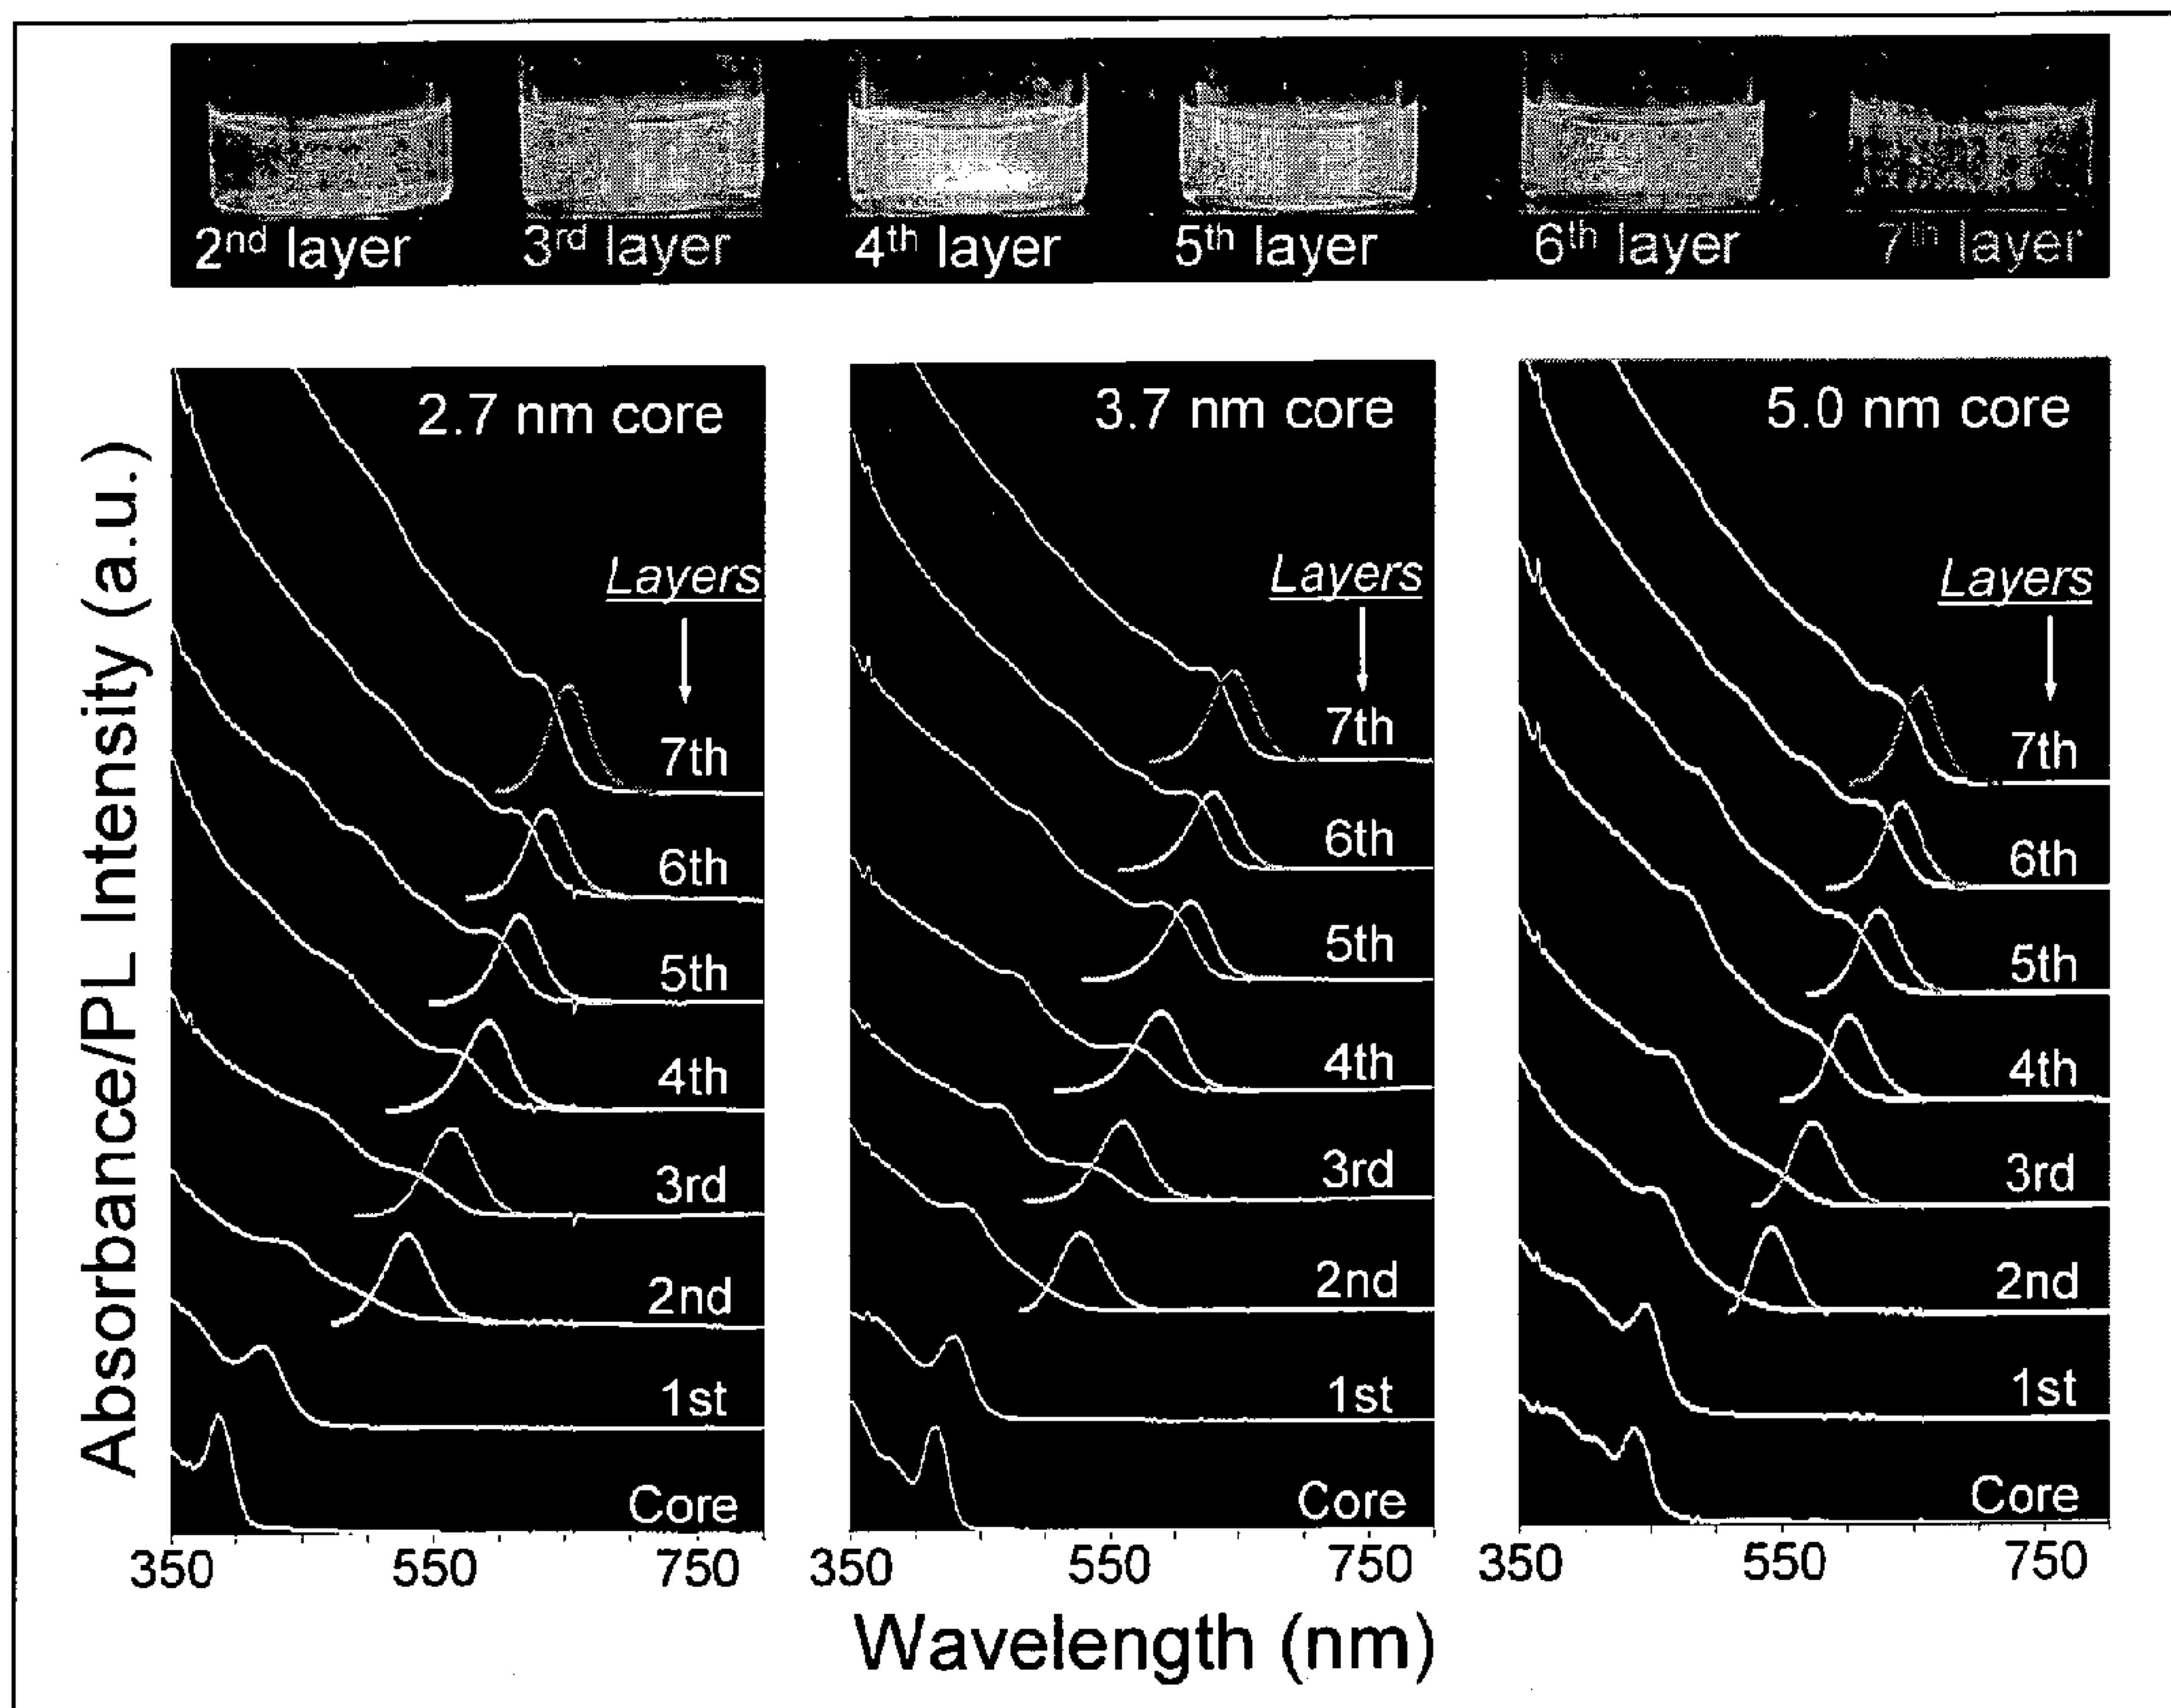 2nd layer 3rd layer 4th layer 5th layer 6th layer 7th layer
Absorbance/PL Intensity (a.u.)
2.7 nm core
Layers
7th
6th
5th
4th
3rd
2nd
1st
Core
350 550 750
3.7 nm core
Layers
7th
6th
5th
4th
3rd
2nd
1st
Core
350 550 750
5.0 nm core
Layers
7th
6th
5th
4th
3rd
2nd
1st
Core
350 550 750
Wavelength (nm)